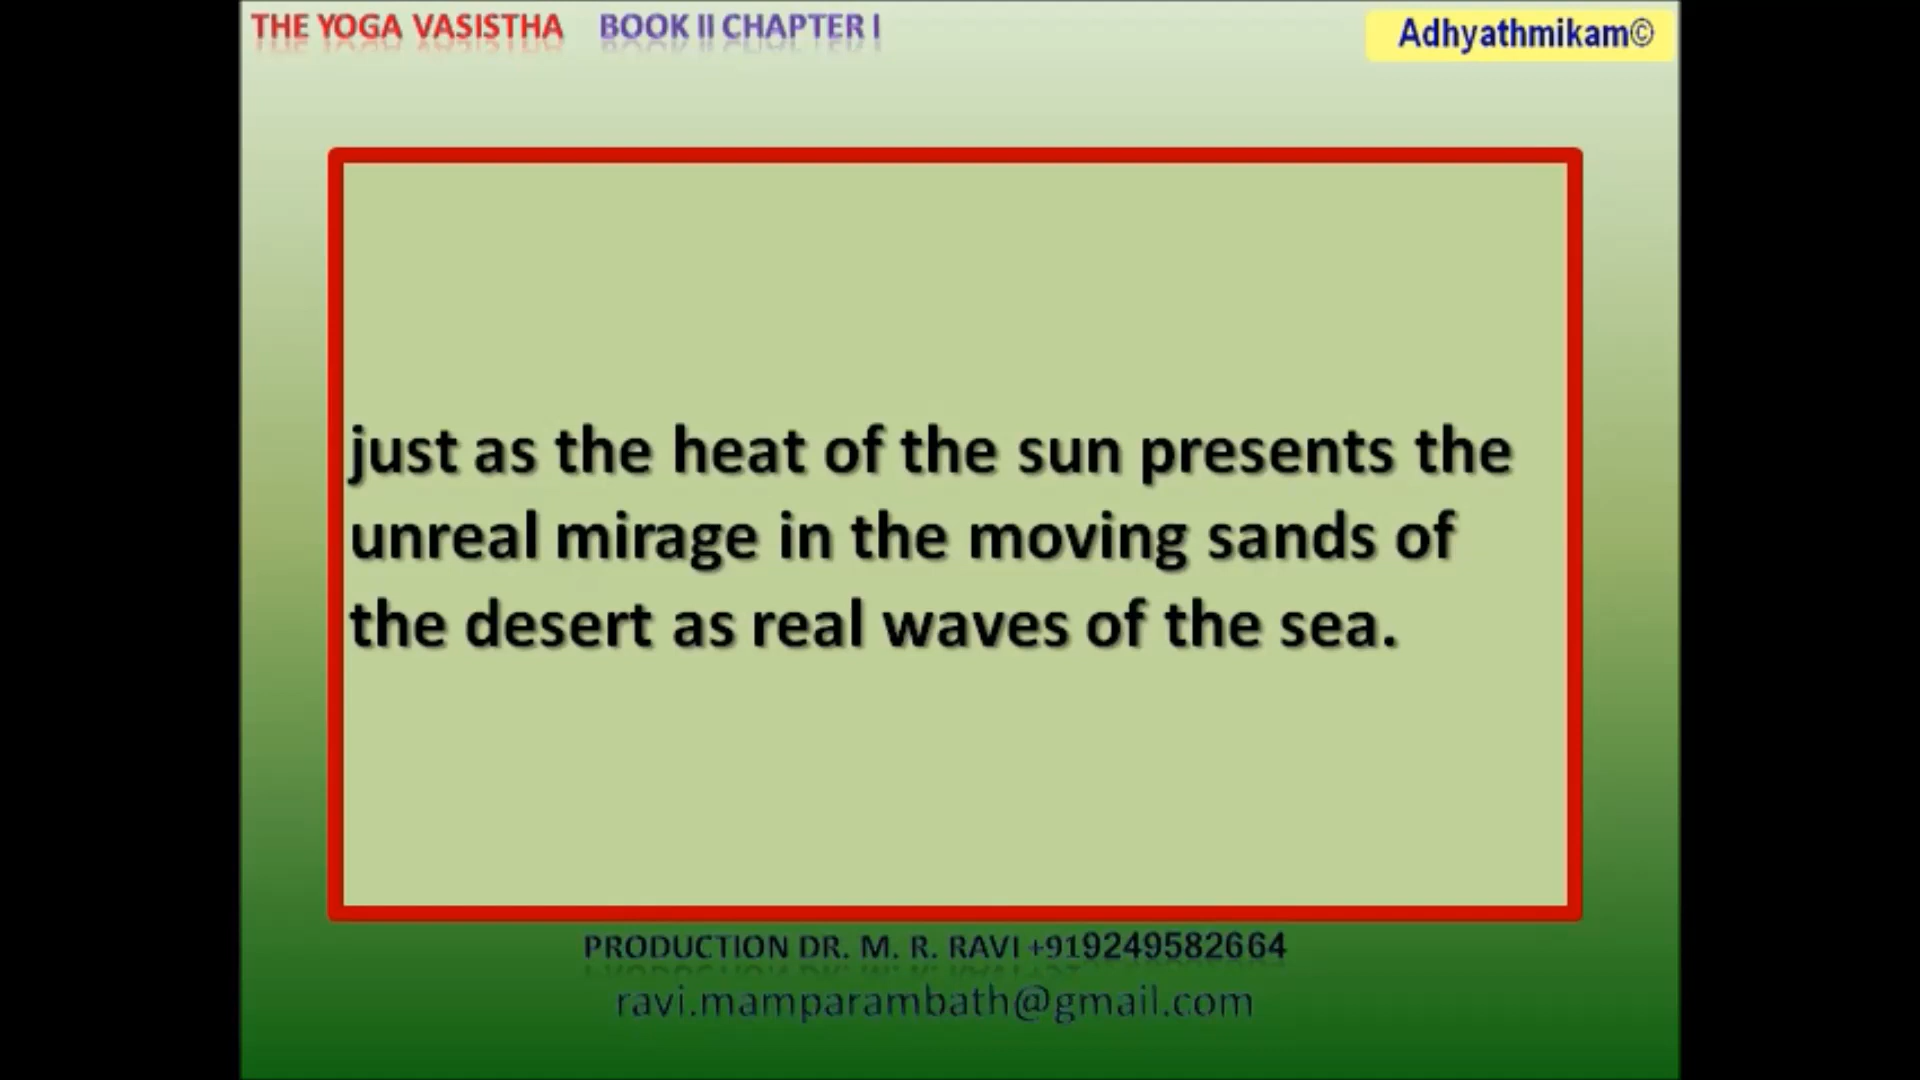 THE YOGA VASISTHA BOOK II CHAPTER I
Adhyathmikam©
just as the heat of the sun presents the
unreal mirage in the moving sands of
the desert as real waves of the sea.
PRODUCTION DR. M. R. RAVI +919249582664
ravi.mamparambath@gmail.com